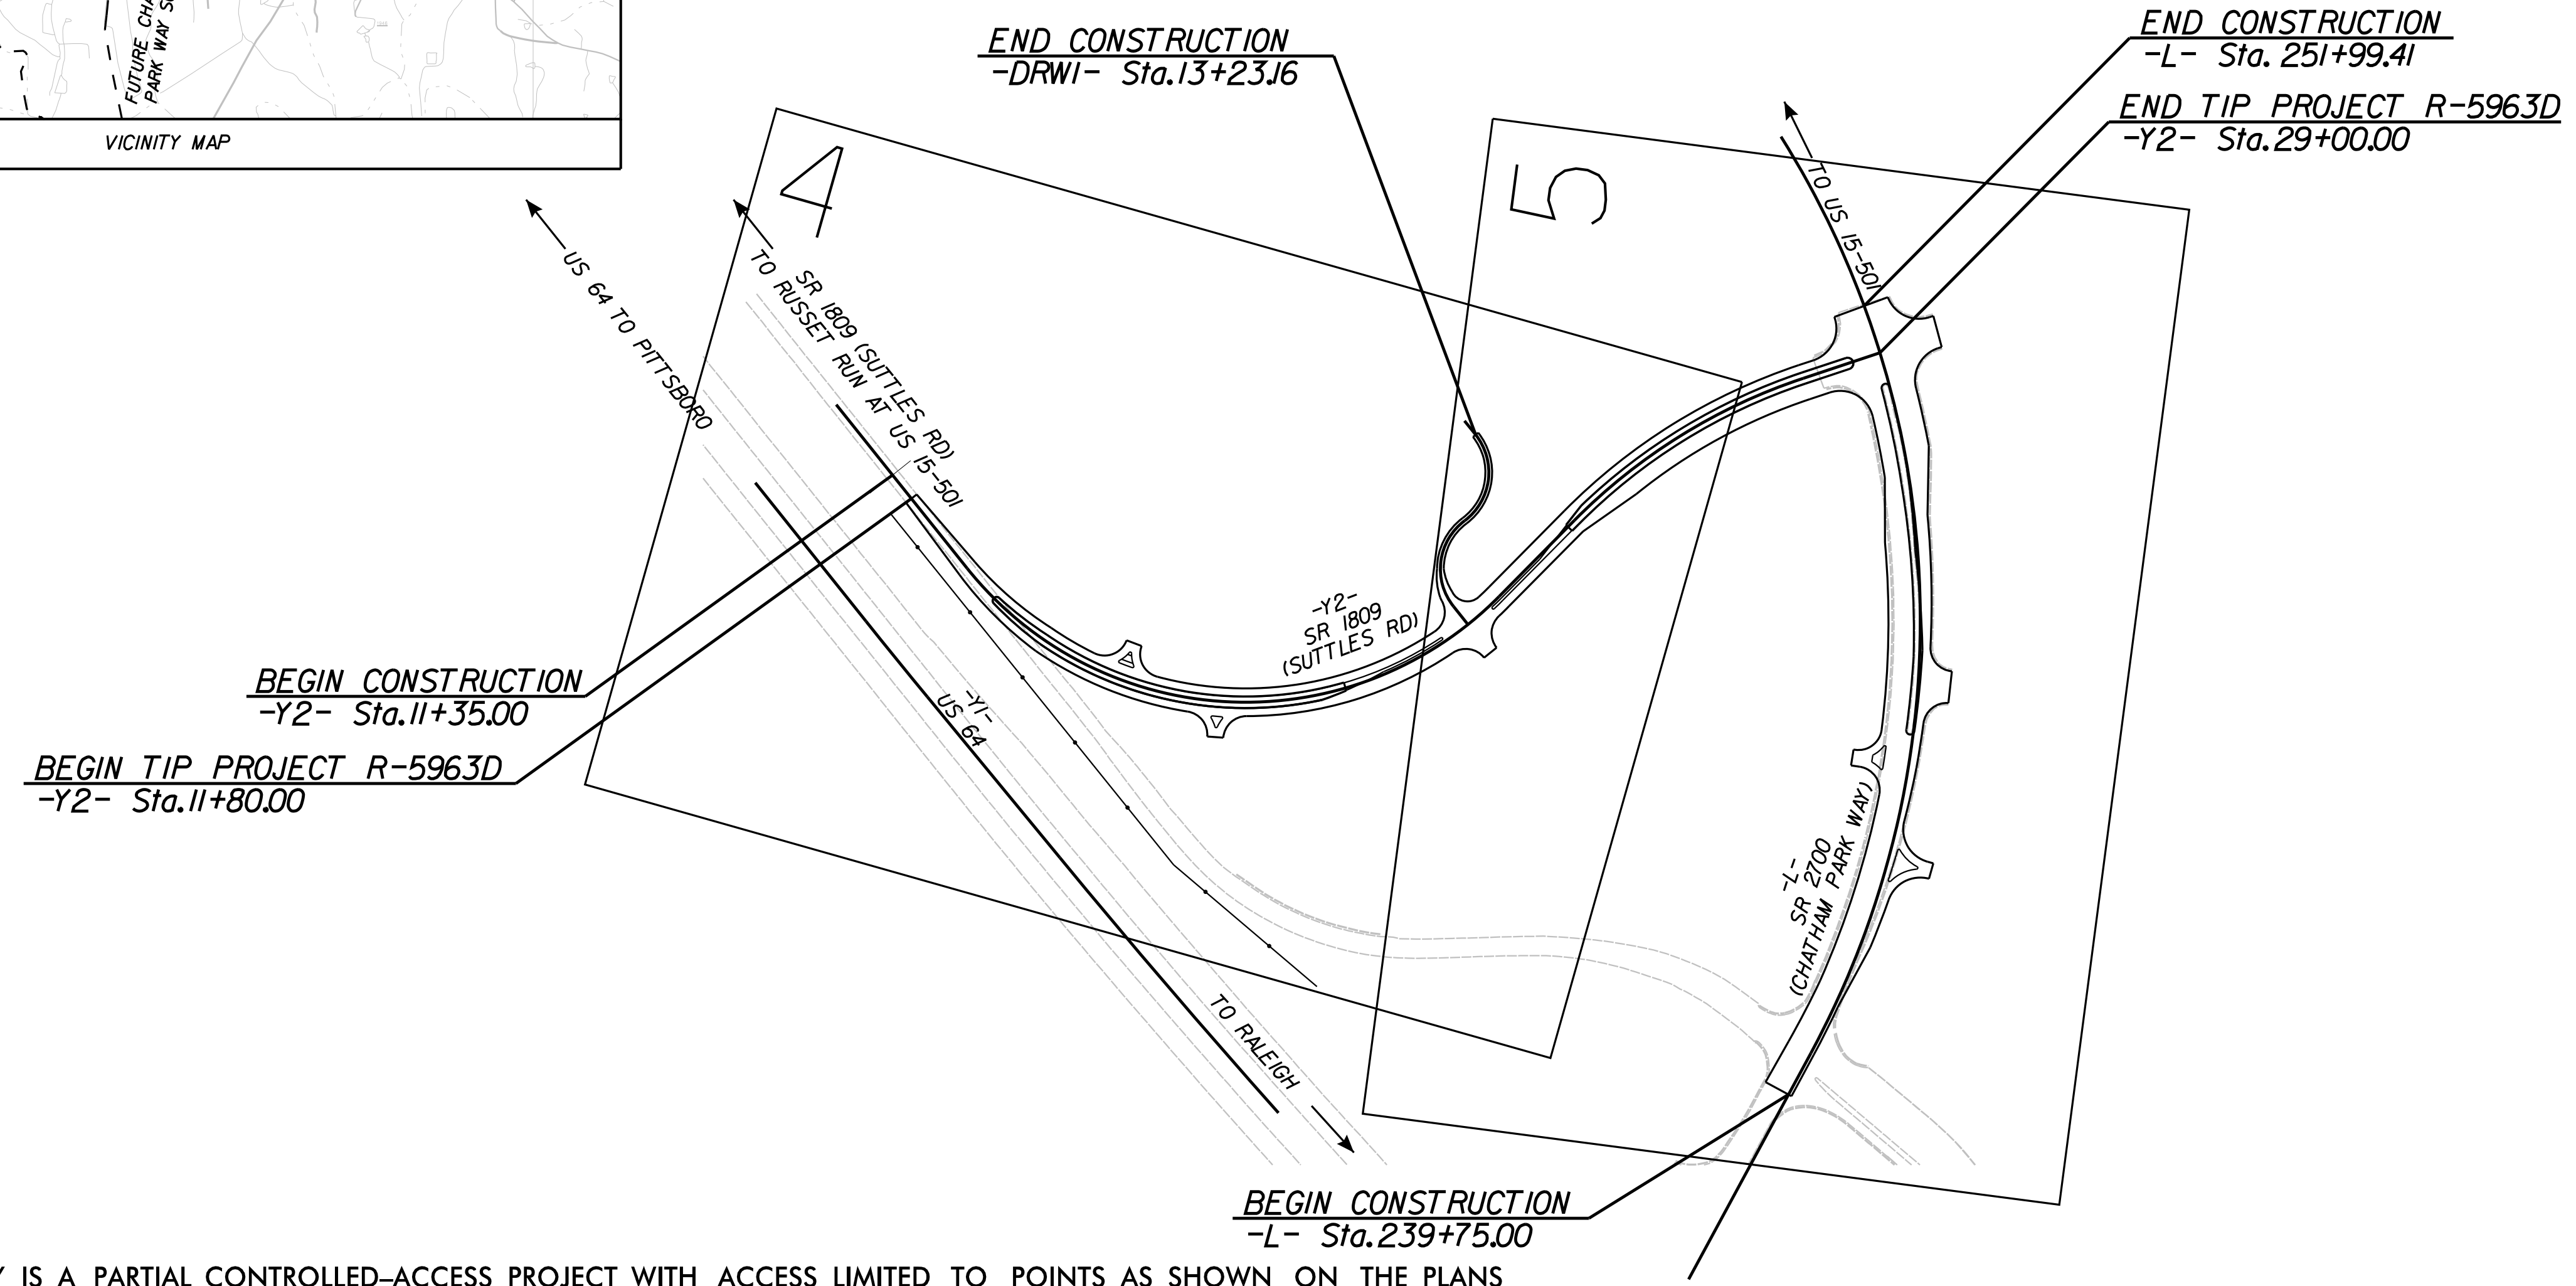 FUTURE CHA
PARK WAY S
VICINITY MAP
END CONSTRUCTION
-DRW1- Sta.13+23.16
END CONSTRUCTION
-L- Sta. 251+99.41
END TIP PROJECT R-5963D
-Y2- Sta.29+00.00
4
5
TO US 15-501
US 64 TO PITTSBORO
SR 1809 (SUTTLES RD)
TO RUSSET RUN AT US 15-501
-Y2-
SR 1809
(SUTTLES RD)
BEGIN CONSTRUCTION
-Y2- Sta.11+35.00
BEGIN TIP PROJECT R-5963D
-Y2- Sta.11+80.00
-Y1-
US 64
-L-
SR 2700
(CHATHAM PARK WAY)
TO RALEIGH
BEGIN CONSTRUCTION
-L- Sta.239+75.00
IS A PARTIAL CONTROLLED-ACCESS PROJECT WITH ACCESS LIMITED TO POINTS AS SHOWN ON THE PLANS